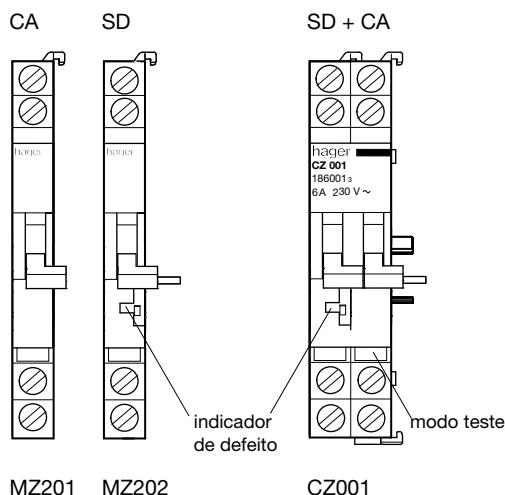 CA SD SD + CA
hager hager hager
CZ 001
186001₃
6A 230 V ~
indicador
de defeito
modo teste
MZ201 MZ202 CZ001